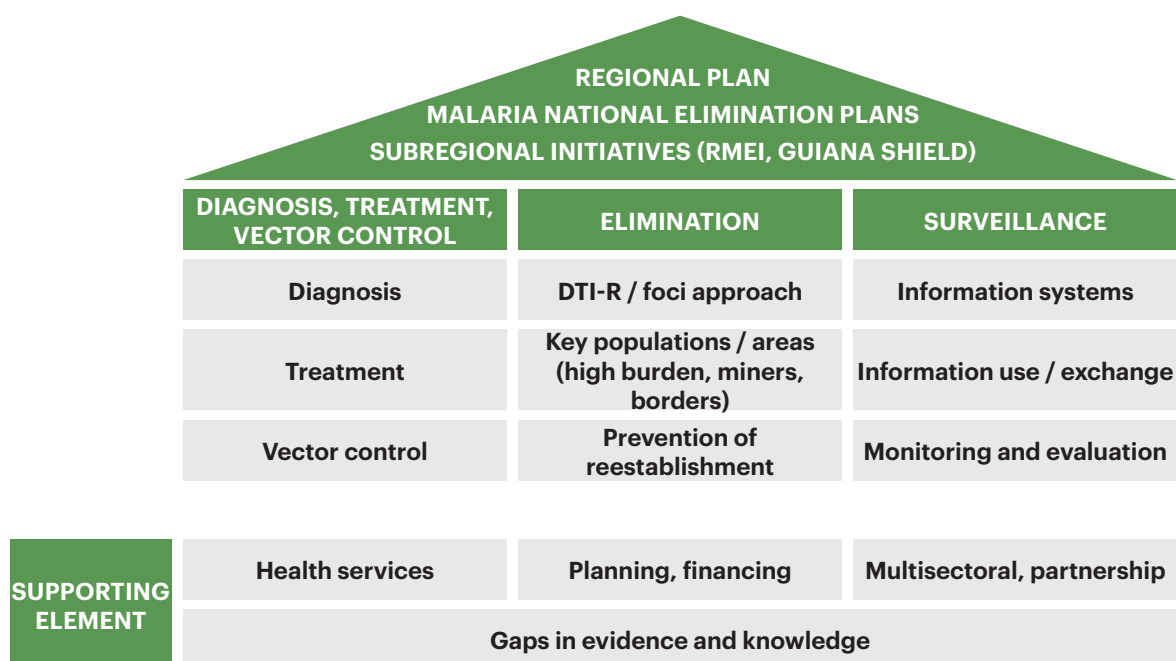 REGIONAL PLAN
MALARIA NATIONAL ELIMINATION PLANS
SUBREGIONAL INITIATIVES (RMEI, GUIANA SHIELD)
DIAGNOSIS, TREATMENT,
VECTOR CONTROL
ELIMINATION
SURVEILLANCE
Diagnosis
DTI-R / foci approach
Information systems
Treatment
Key populations / areas
(high burden, miners,
borders)
Information use / exchange
Vector control
Prevention of
reestablishment
Monitoring and evaluation
SUPPORTING
ELEMENT
Health services
Planning, financing
Multisectoral, partnership
Gaps in evidence and knowledge